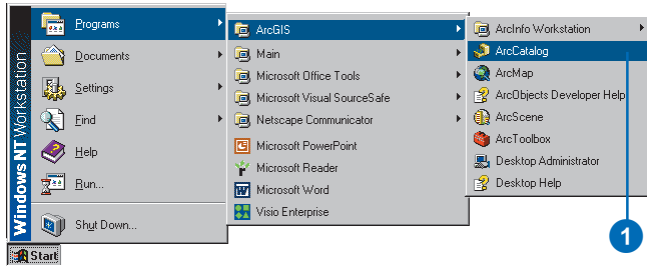 Windows NT Workstation
Programs
Documents
Settings
Find
Help
Run...
Shut Down...
Start
ArcGIS
Main
Microsoft Office Tools
Microsoft Visual SourceSafe
Netscape Communicator
Microsoft PowerPoint
Microsoft Reader
Microsoft Word
Visio Enterprise
ArcInfo Workstation
ArcCatalog
ArcMap
ArcObjects Developer Help
ArcScene
ArcToolbox
Desktop Administrator
Desktop Help
1